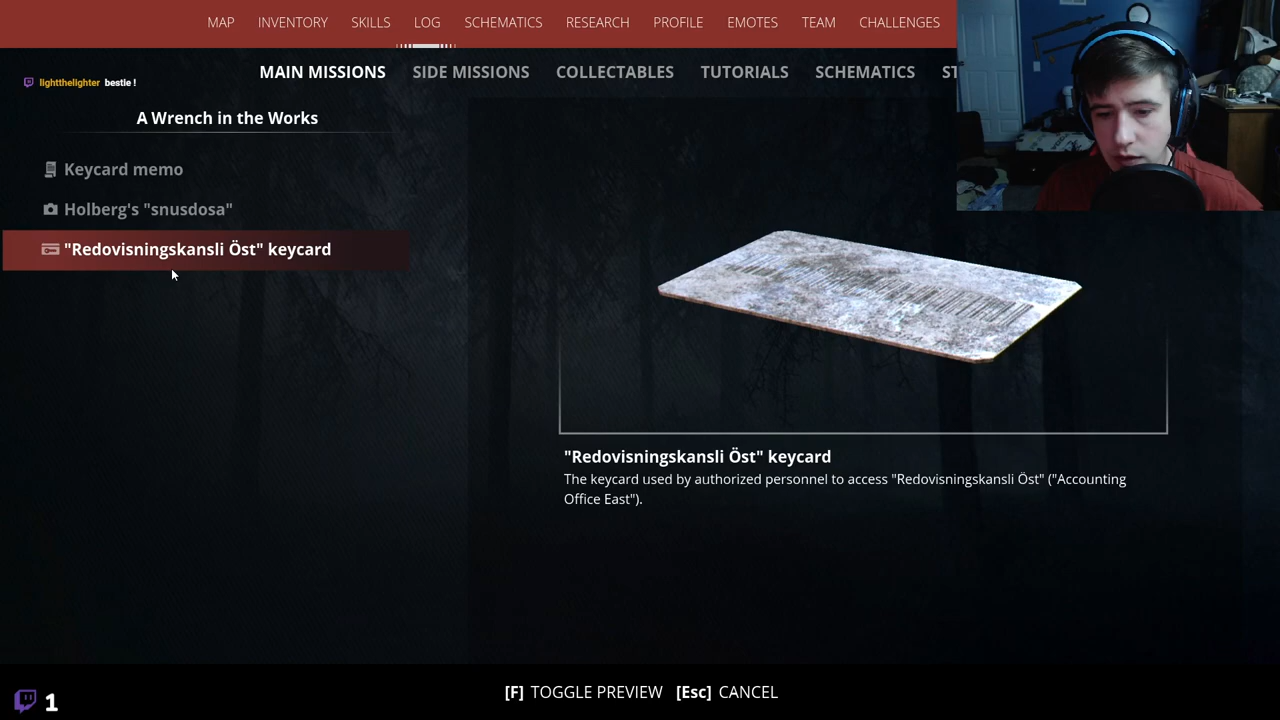 MAP INVENTORY SKILLS LOG SCHEMATICS RESEARCH PROFILE EMOTES TEAM CHALLENGES
MAIN MISSIONS SIDE MISSIONS COLLECTABLES TUTORIALS SCHEMATICS ST
lightthelighter bestie !
A Wrench in the Works
Keycard memo
Holberg's "snusdosa"
"Redovisningskansli Öst" keycard
"Redovisningskansli Öst" keycard
The keycard used by authorized personnel to access "Redovisningskansli Öst" ("Accounting
Office East").
[F] TOGGLE PREVIEW [Esc] CANCEL
1